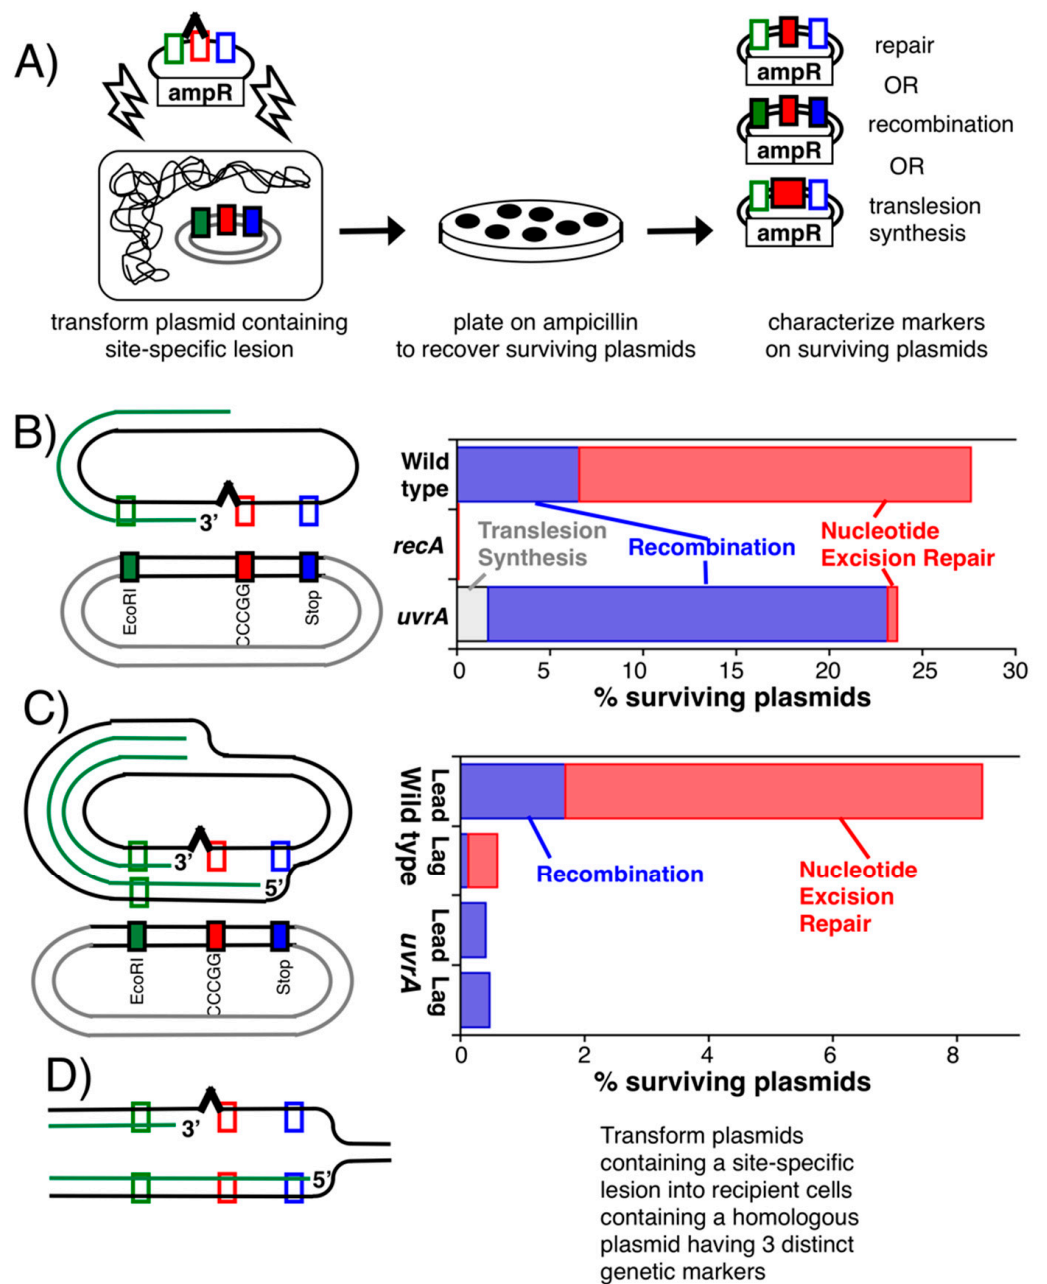 A)
ampR
transform plasmid containing
site-specific lesion
plate on ampicillin
to recover surviving plasmids
ampR
repair
OR
ampR
recombination
OR
ampR
translesion
synthesis
characterize markers
on surviving plasmids
B)
3’
EcoRI
CCCGG
Stop
Wild
type
recA
uvrA
Translesion
Synthesis
Recombination
Nucleotide
Excision Repair
0 5 10 15 20 25 30
% surviving plasmids
C)
3’
5’
EcoRI
CCCGG
Stop
Wild type
Lead
Lag
uvrA
Lead
Lag
Recombination
Nucleotide
Excision
Repair
0 2 4 6 8
% surviving plasmids
D)
3’
5’
Transform plasmids
containing a site-specific
lesion into recipient cells
containing a homologous
plasmid having 3 distinct
genetic markers